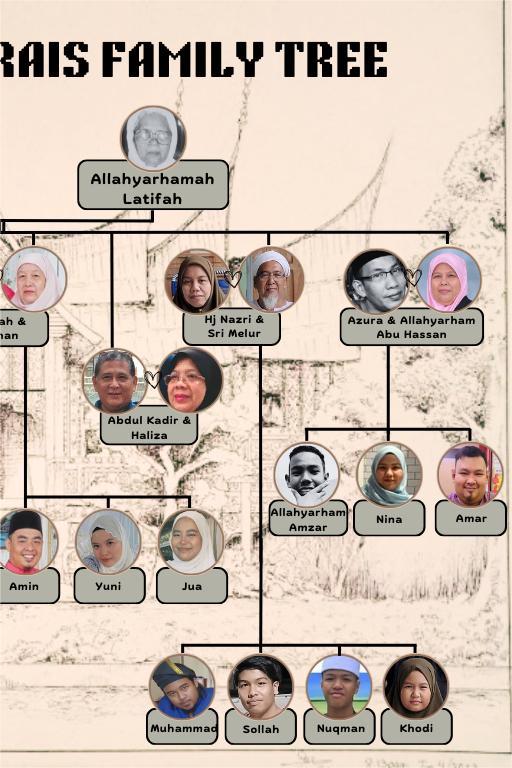 RAIS FAMILY TREE
Allahyarhamah
Latifah
ah &
nan
Hj Nazri &
Sri Melur
Azura & Allahyarham
Abu Hassan
Abdul Kadir &
Haliza
Allahyarham
Amzar
Nina
Amar
Amin
Yuni
Jua
Muhammad
Sollah
Nuqman
Khodi